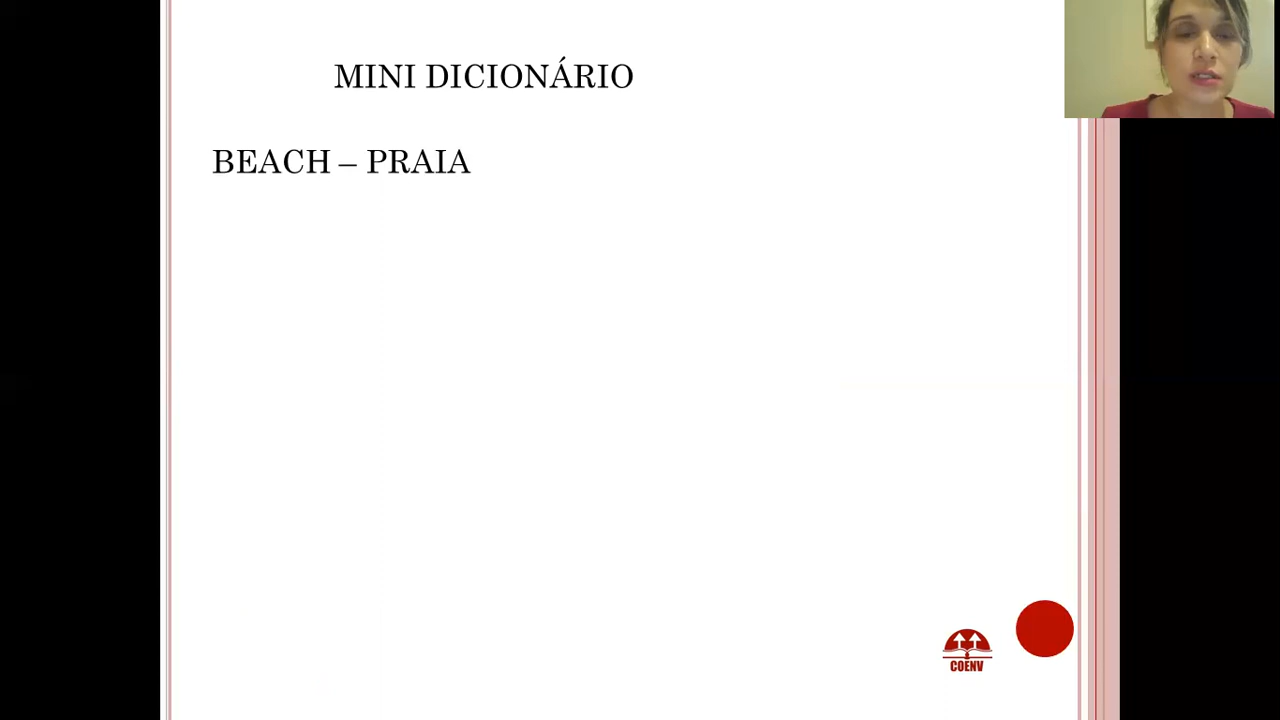 MINI DICIONÁRIO
BEACH – PRAIA
COENV